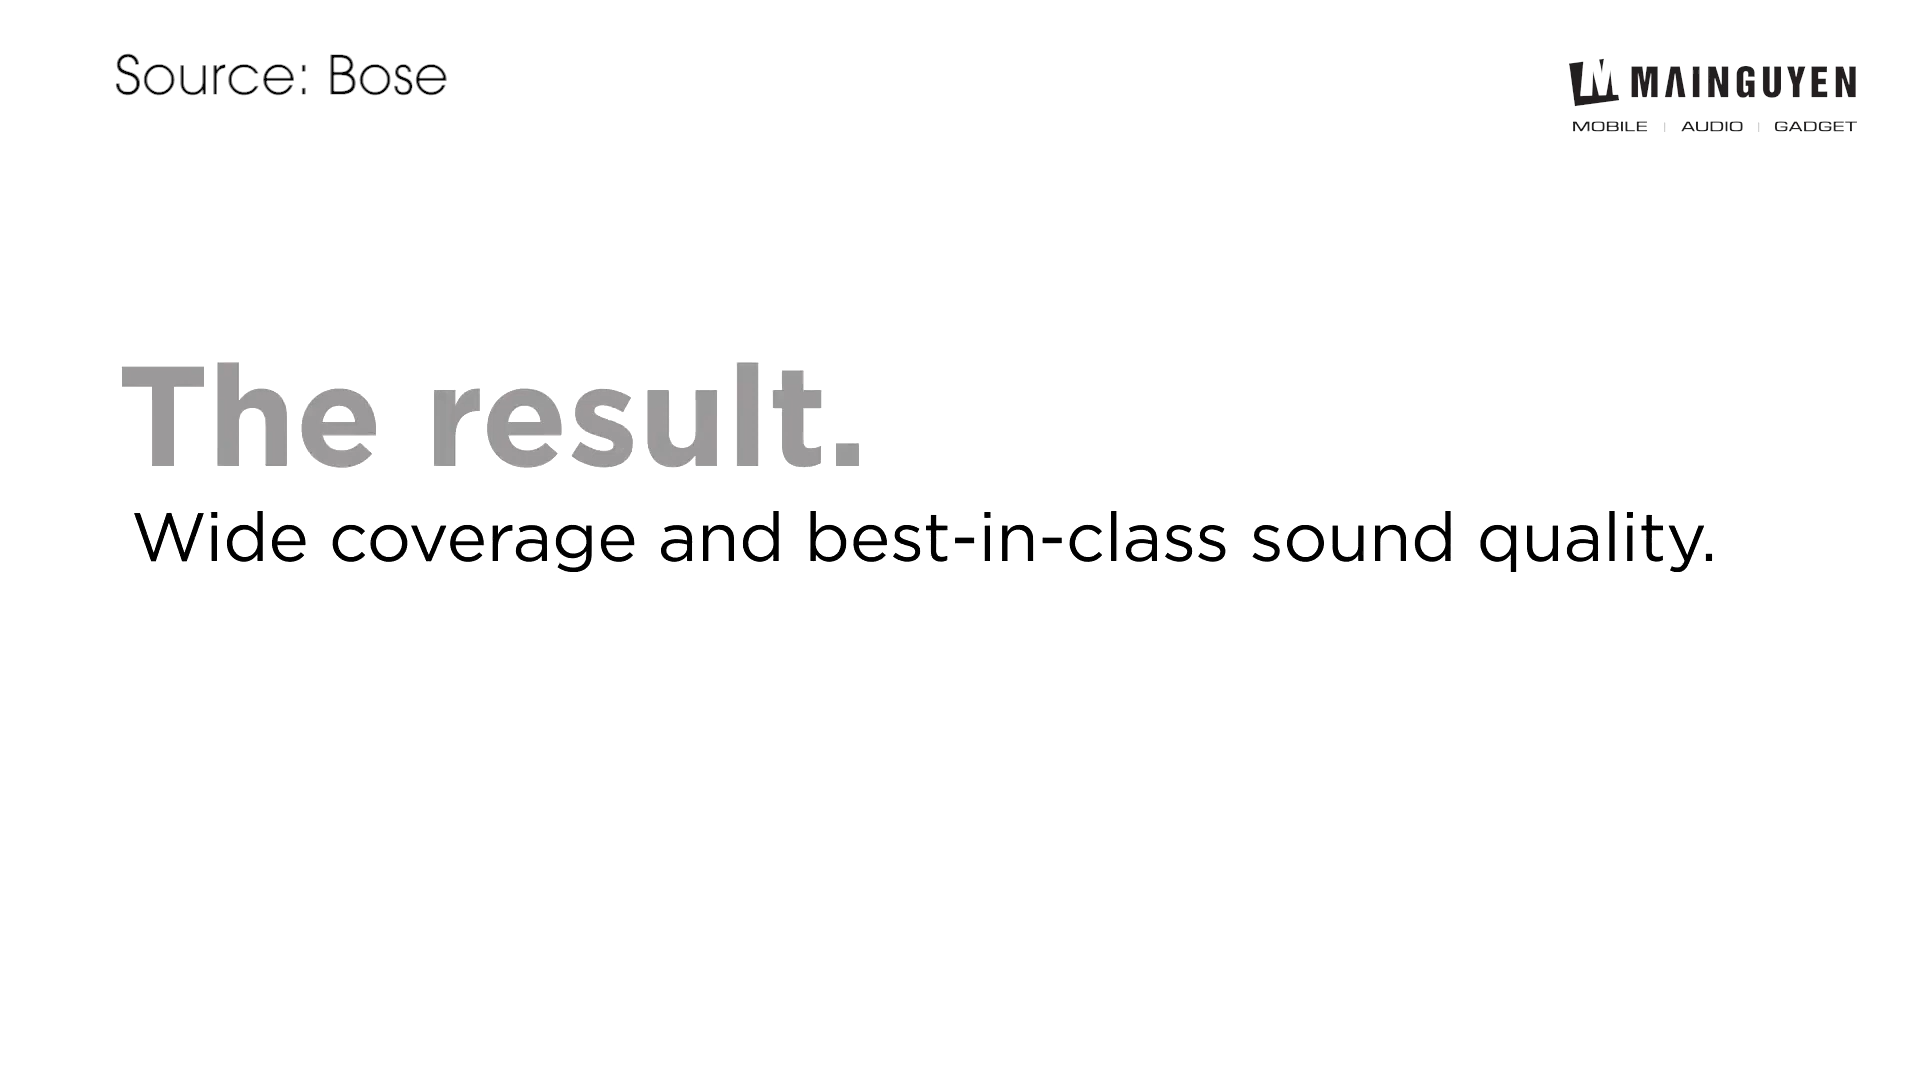 Source: Bose
MAINGUYEN
MOBILE | AUDIO | GADGET
The result.
Wide coverage and best-in-class sound quality.